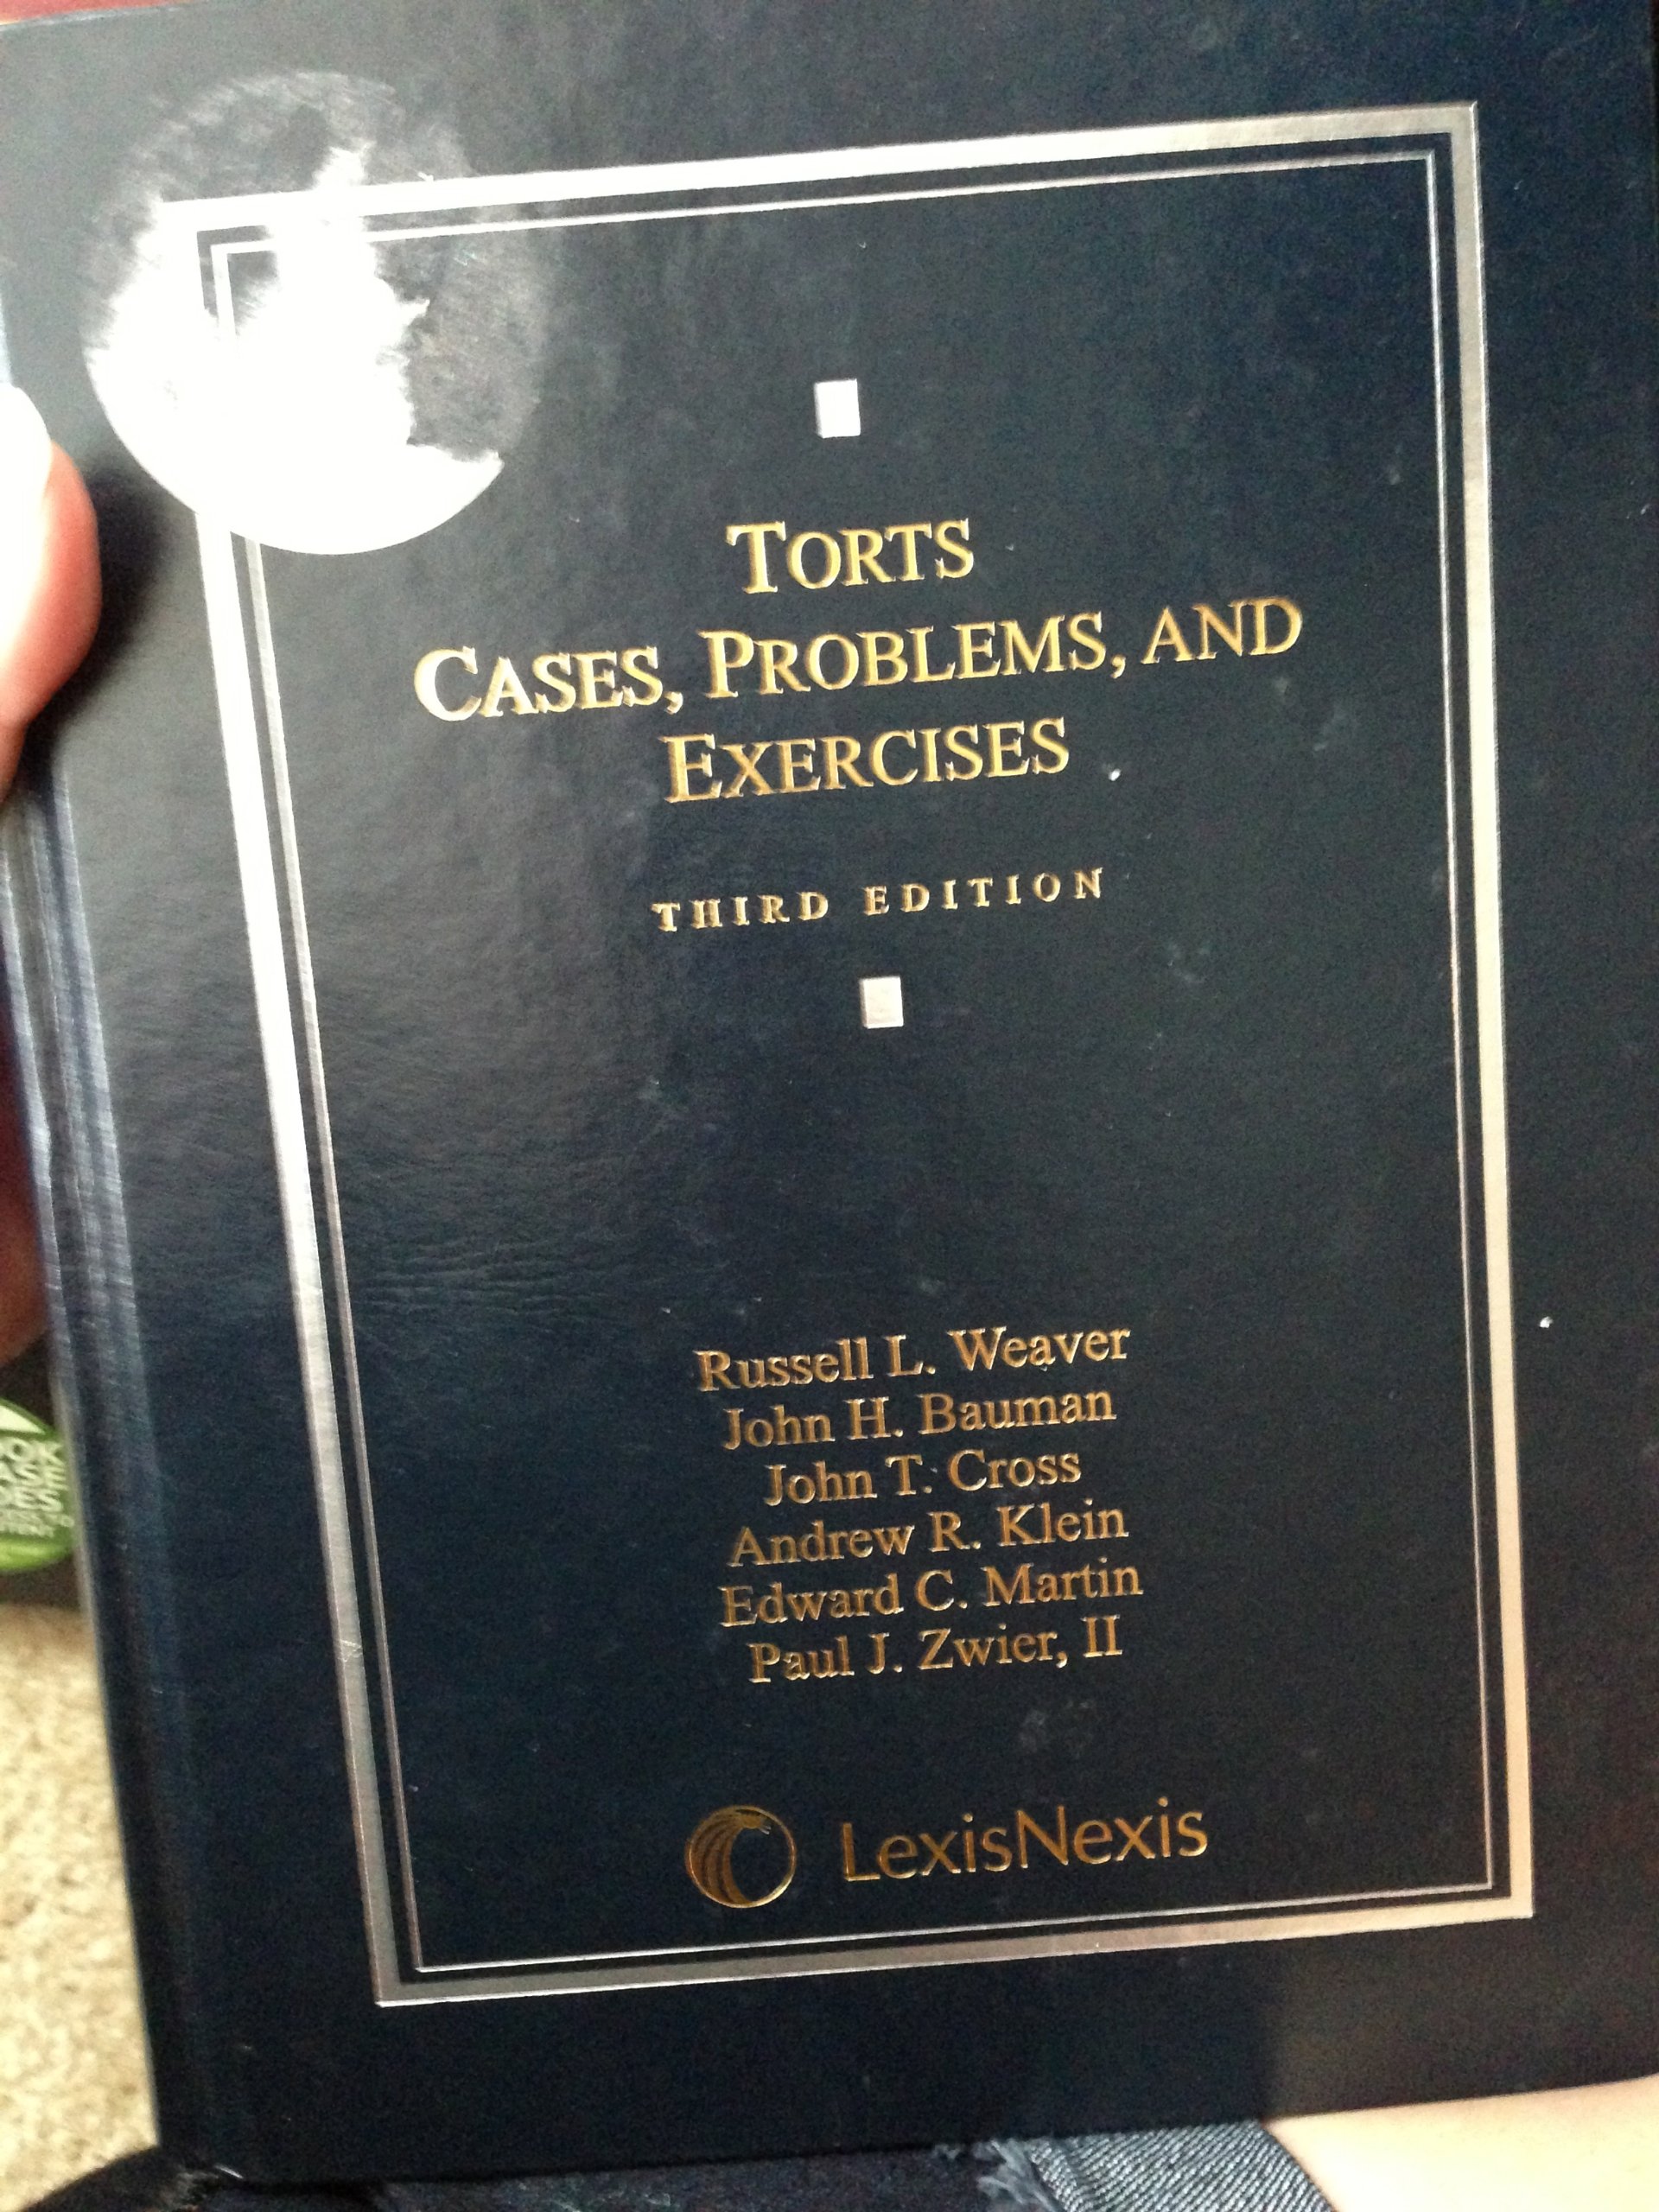 TORTS
CASES, PROBLEMS, AND
EXERCISES
THIRD EDITION
Russell L. Weaver
John H. Bauman
John T. Cross
Andrew R. Klein
Edward C. Martin
Paul J. Zwier, II
LexisNexis